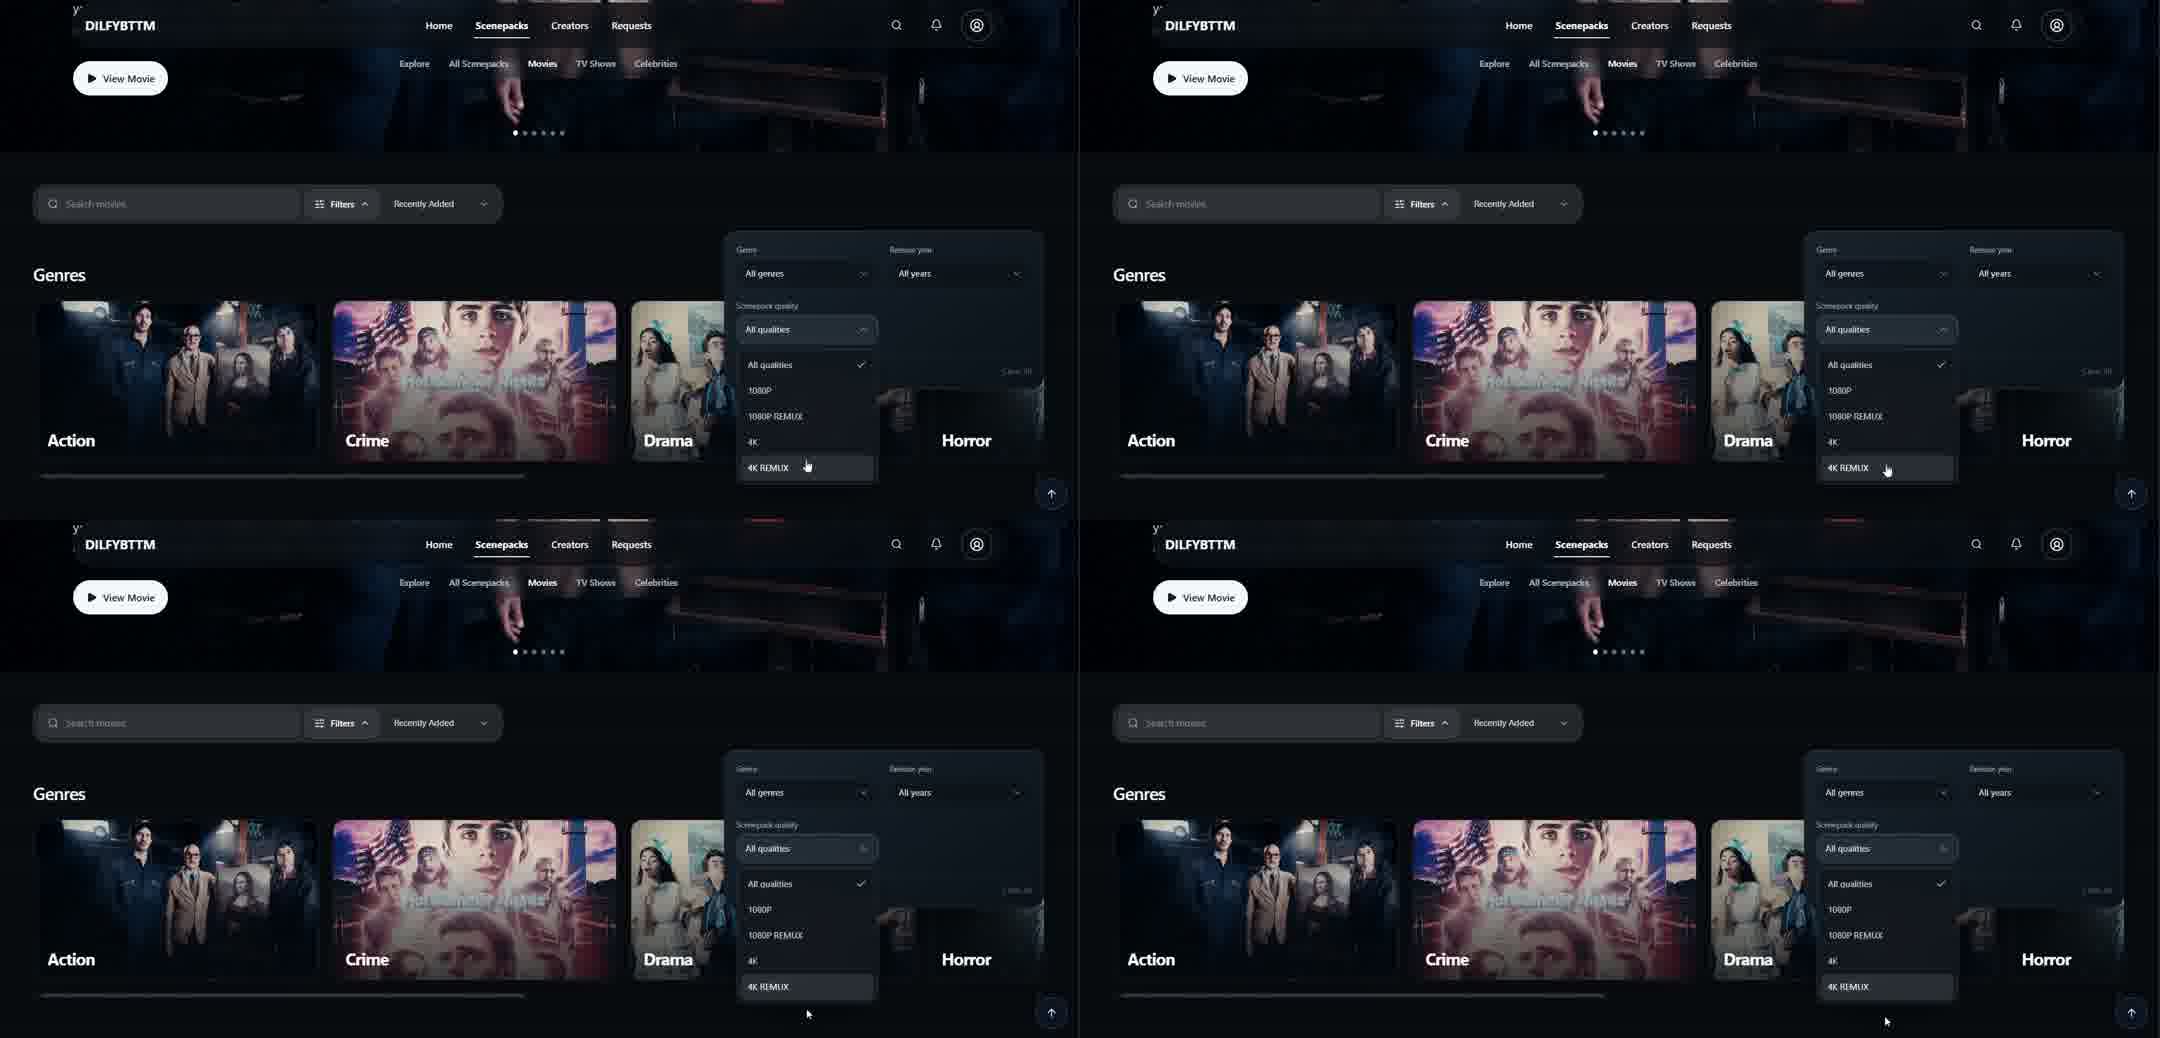 DILFYBTTM Home Scenepacks Creators Requests
Explore All Scenepacks Movies TV Shows Celebrities
View Movie
Search movies Filters Recently Added
Genre Release year
All genres All years
Genres
Scenepack quality
All qualities
All qualities
1080P
1080P REMUX
4K
4K REMUX
Action Crime Drama Horror
DILFYBTTM Home Scenepacks Creators Requests
Explore All Scenepacks Movies TV Shows Celebrities
View Movie
Search movies Filters Recently Added
Genre Release year
All genres All years
Genres
Scenepack quality
All qualities
All qualities
1080P
1080P REMUX
4K
4K REMUX
Action Crime Drama Horror
DILFYBTTM Home Scenepacks Creators Requests
Explore All Scenepacks Movies TV Shows Celebrities
View Movie
Search movies Filters Recently Added
Genre Release year
All genres All years
Genres
Scenepack quality
All qualities
All qualities
1080P
1080P REMUX
4K
4K REMUX
Action Crime Drama Horror
DILFYBTTM Home Scenepacks Creators Requests
Explore All Scenepacks Movies TV Shows Celebrities
View Movie
Search movies Filters Recently Added
Genre Release year
All genres All years
Genres
Scenepack quality
All qualities
All qualities
1080P
1080P REMUX
4K
4K REMUX
Action Crime Drama Horror